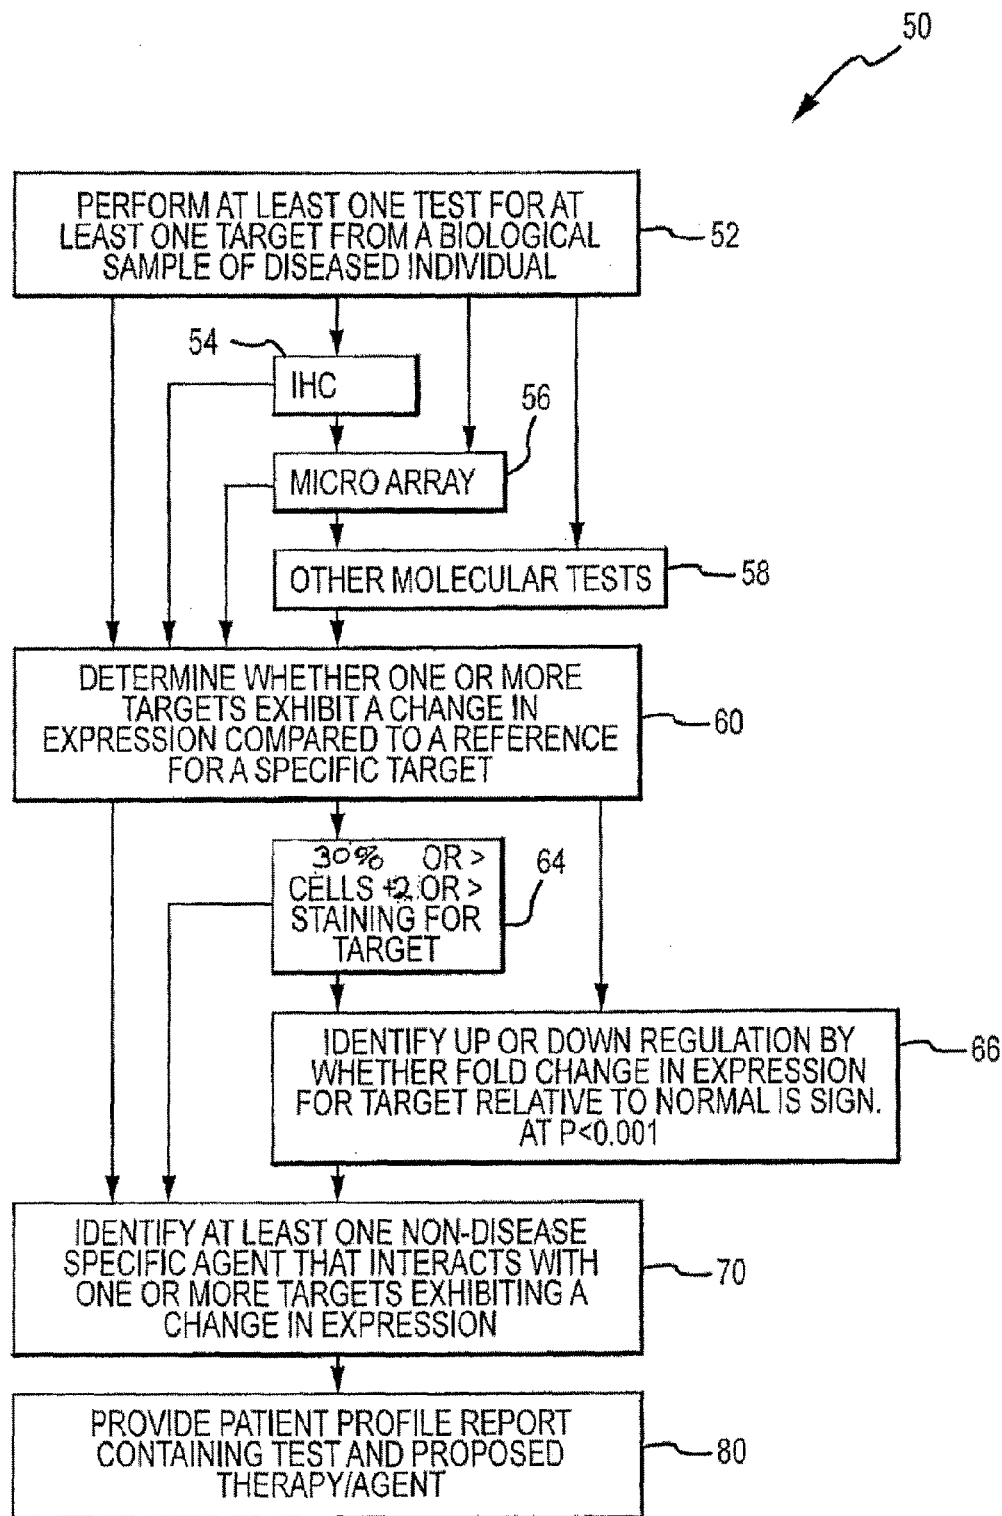 50
PERFORM AT LEAST ONE TEST FOR AT
LEAST ONE TARGET FROM A BIOLOGICAL
SAMPLE OF DISEASED INDIVIDUAL
52
54
IHC
56
MICRO ARRAY
OTHER MOLECULAR TESTS
58
DETERMINE WHETHER ONE OR MORE
TARGETS EXHIBIT A CHANGE IN
EXPRESSION COMPARED TO A REFERENCE
FOR A SPECIFIC TARGET
60
30% OR >
CELLS +2 OR >
STAINING FOR
TARGET
64
IDENTIFY UP OR DOWN REGULATION BY
WHETHER FOLD CHANGE IN EXPRESSION
FOR TARGET RELATIVE TO NORMAL IS SIGN.
AT P<0.001
66
IDENTIFY AT LEAST ONE NON-DISEASE
SPECIFIC AGENT THAT INTERACTS WITH
ONE OR MORE TARGETS EXHIBITING A
CHANGE IN EXPRESSION
70
PROVIDE PATIENT PROFILE REPORT
CONTAINING TEST AND PROPOSED
THERAPY/AGENT
80